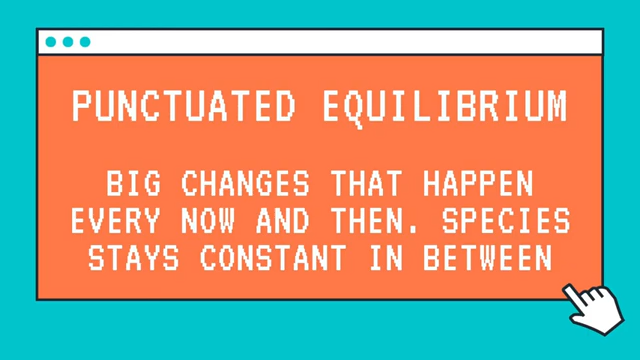 PUNCTUATED EQUILIBRIUM
BIG CHANGES THAT HAPPEN
EVERY NOW AND THEN. SPECIES
STAYS CONSTANT IN BETWEEN